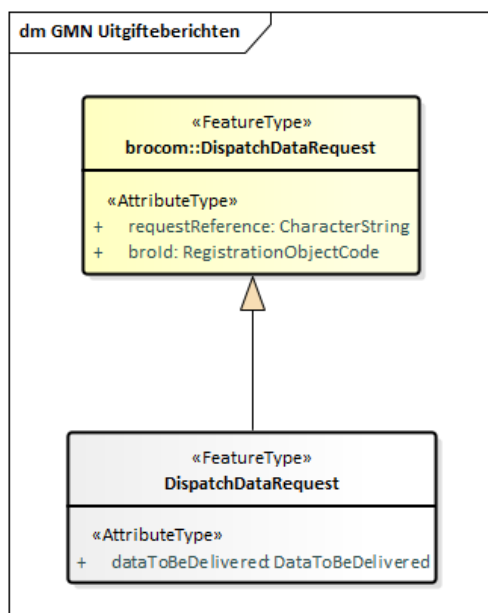 dm GMN Uitgifteberichten
«FeatureType»
brocom::DispatchDataRequest
«AttributeType»
+ requestReference: CharacterString
+ broId: RegistrationObjectCode
«FeatureType»
DispatchDataRequest
«AttributeType»
+ dataToBeDelivered: DataToBeDelivered